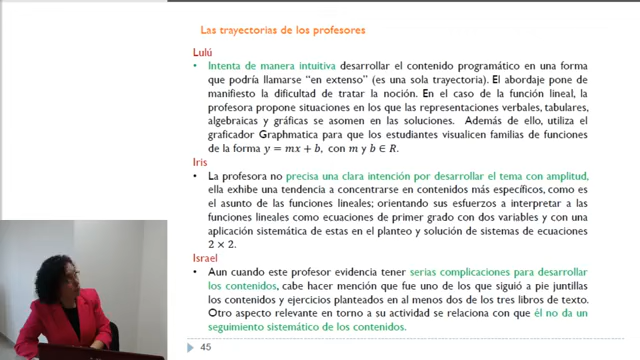 Las trayectorias de los profesores
Lulú
• Intenta de manera intuitiva desarrollar el contenido programático en una forma
que podría llamarse “en extenso” (es una sola trayectoria). El abordaje pone de
manifiesto la dificultad de tratar la noción. En el caso de la función lineal, la
profesora propone situaciones en los que las representaciones verbales, tabulares,
algebraicas y gráficas se asomen en las soluciones. Además de ello, utiliza el
graficador Graphmatica para que los estudiantes visualicen familias de funciones
de la forma y = mx + b, con m y b ∈ R.
Iris
• La profesora no precisa una clara intención por desarrollar el tema con amplitud,
ella exhibe una tendencia a concentrarse en contenidos más específicos, como es
el asunto de las funciones lineales; orientando sus esfuerzos a interpretar a las
funciones lineales como ecuaciones de primer grado con dos variables y con una
aplicación sistemática de estas en el planteo y solución de sistemas de ecuaciones
2 × 2.
Israel
• Aun cuando este profesor evidencia tener serias complicaciones para desarrollar
los contenidos, cabe hacer mención que fue uno de los que siguió a pie juntillas
los contenidos y ejercicios planteados en al menos dos de los tres libros de texto.
Otro aspecto relevante en torno a su actividad se relaciona con que él no da un
seguimiento sistemático de los contenidos.
45